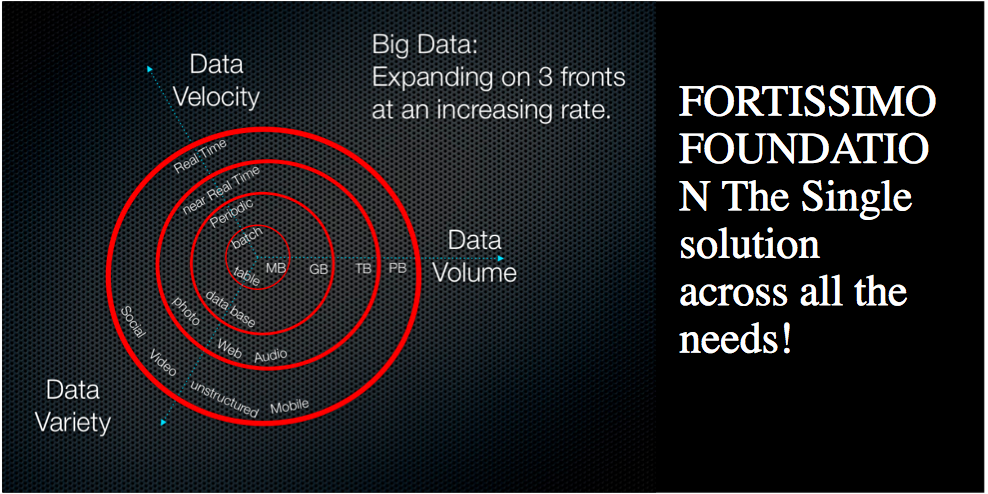 Big Data:
Expanding on 3 fronts
at an increasing rate.
Data
Velocity
Real Time
near Real Time
Periodic
batch
table
MB
GB
TB
PB
Data
Volume
data base
photo
Web
Audio
Social
Video
unstructured
Mobile
Data
Variety
FORTISSIMO
FOUNDATIO
N The Single
solution
across all the
needs!